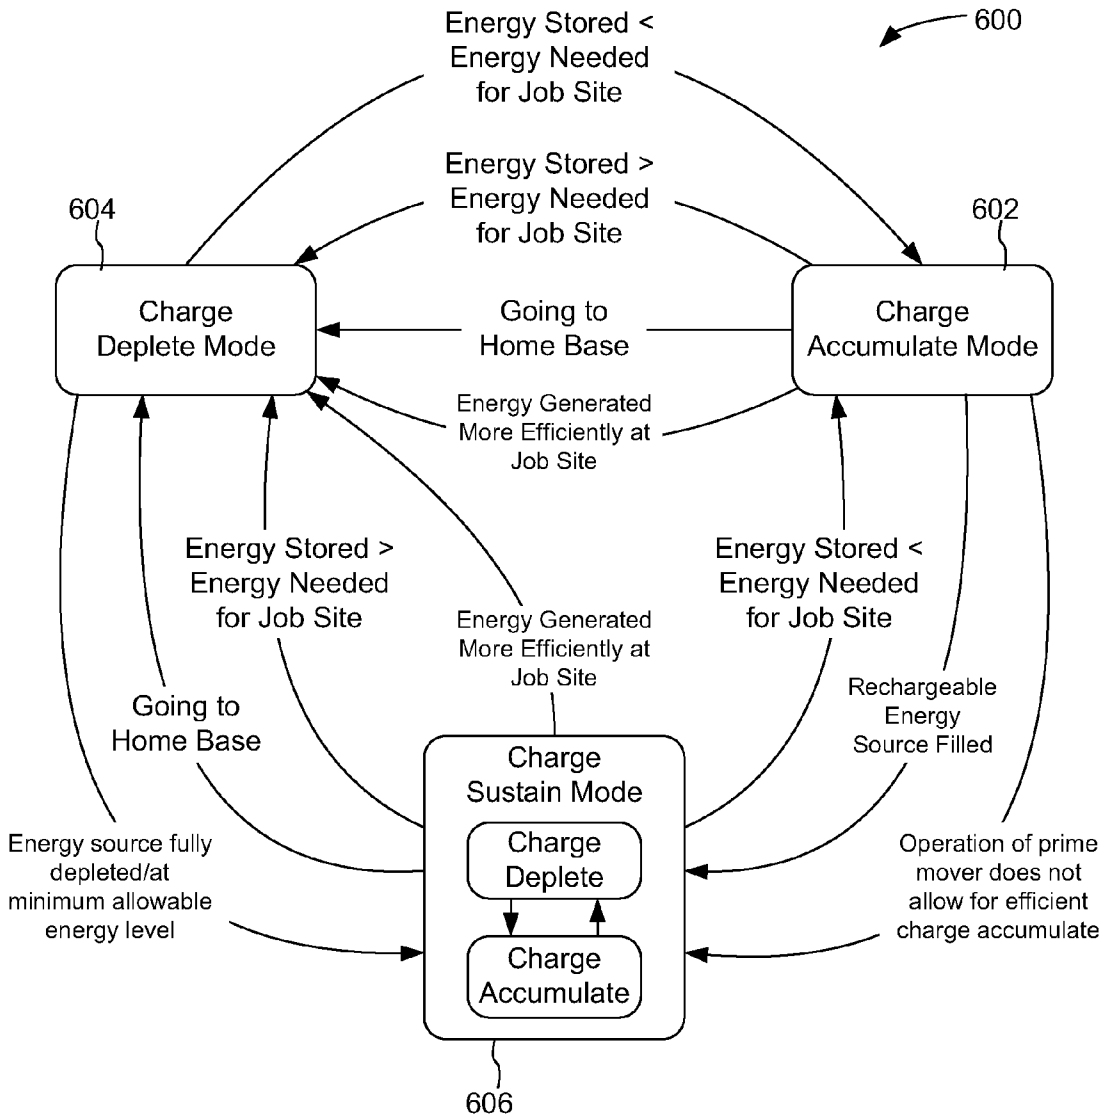 Energy Stored <
Energy Needed
for Job Site
600
Energy Stored >
Energy Needed
for Job Site
604
602
Charge
Deplete Mode
Going to
Home Base
Charge
Accumulate Mode
Energy Generated
More Efficiently at
Job Site
Energy Stored >
Energy Needed
for Job Site
Energy Stored <
Energy Needed
for Job Site
Energy Generated
More Efficiently at
Job Site
Going to
Home Base
Rechargeable
Energy
Source Filled
Charge
Sustain Mode
Charge
Deplete
Charge
Accumulate
Energy source fully
depleted/at
minimum allowable
energy level
Operation of prime
mover does not
allow for efficient
charge accumulate
606